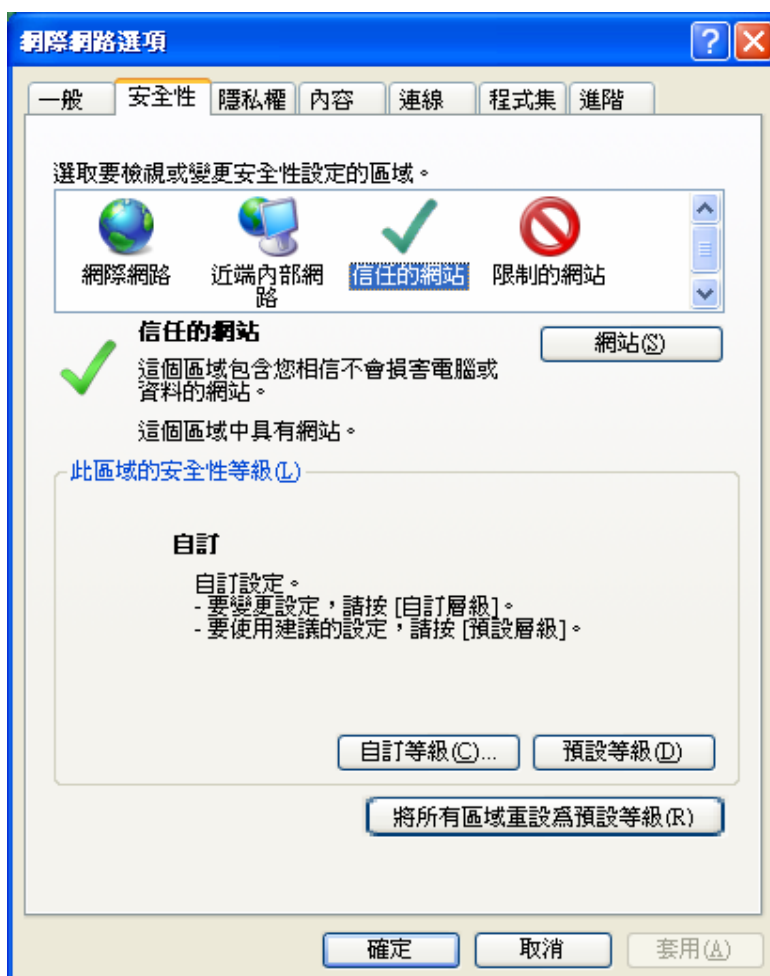 網際網路選項
一般 安全性 隱私權 內容 連線 程式集 進階
選取要檢視或變更安全性設定的區域。
網際網路 近端內部網路 信任的網站 限制的網站
信任的網站
網站(S)
這個區域包含您相信不會損害電腦或
資料的網站。
這個區域中具有網站。
此區域的安全性等級(L)
自訂
自訂設定。
- 要變更設定，請按 [自訂層級]。
- 要使用建議的設定，請按 [預設層級]。
自訂等級(C)... 預設等級(D)
將所有區域重設為預設等級(R)
確定 取消 套用(A)